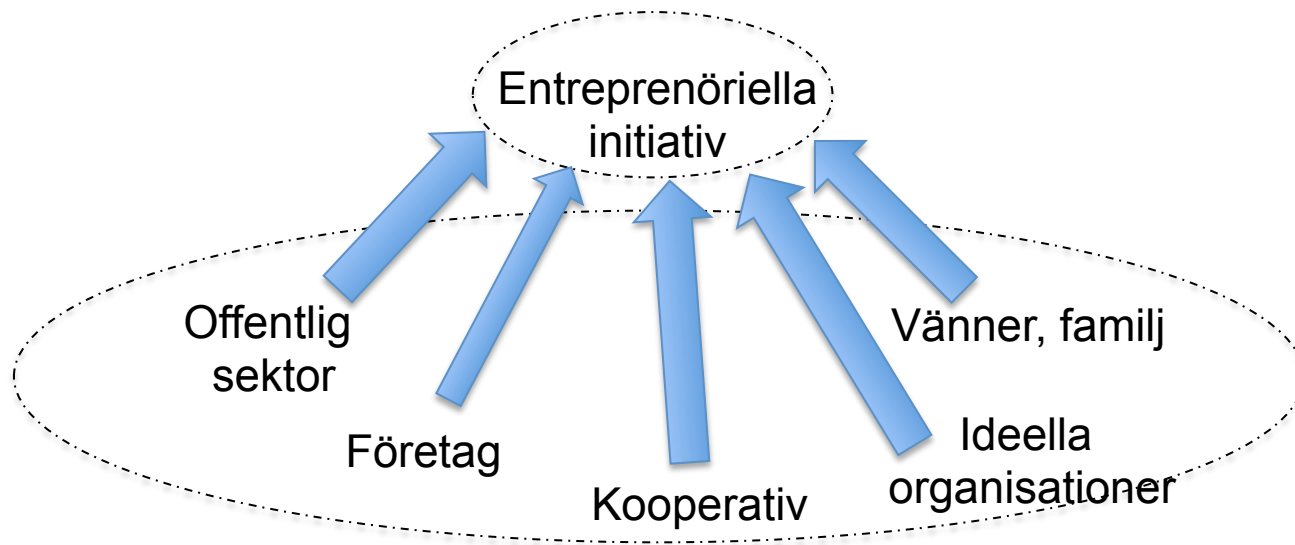 Entreprenöriella
initiativ
Offentlig
sektor
Företag
Kooperativ
Ideella
organisationer
Vänner, familj